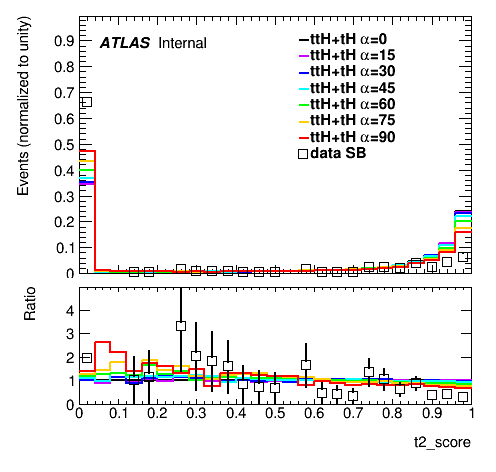 ATLAS Internal
ttH+tH α=0
ttH+tH α=15
ttH+tH α=30
ttH+tH α=45
ttH+tH α=60
ttH+tH α=75
ttH+tH α=90
data SB
Events (normalized to unity)
0.9
0.8
0.7
0.6
0.5
0.4
0.3
0.2
0.1
0
Ratio
4
3
2
1
0
0 0.1 0.2 0.3 0.4 0.5 0.6 0.7 0.8 0.9 1
t2_score